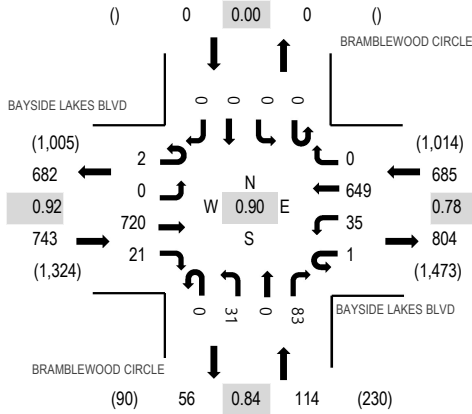 () 0 0.00 0 ()
BRAMBLEWOOD CIRCLE
0 0 0 0
BAYSIDE LAKES BLVD
(1,005) (1,014)
682 2 0 685
0 N 649
0.92 W 0.90 E 0.78
720 S 35
743 21 1 804
(1,324) (1,473)
0 31 0 83
BAYSIDE LAKES BLVD
BRAMBLEWOOD CIRCLE
(90) 56 0.84 114 (230)